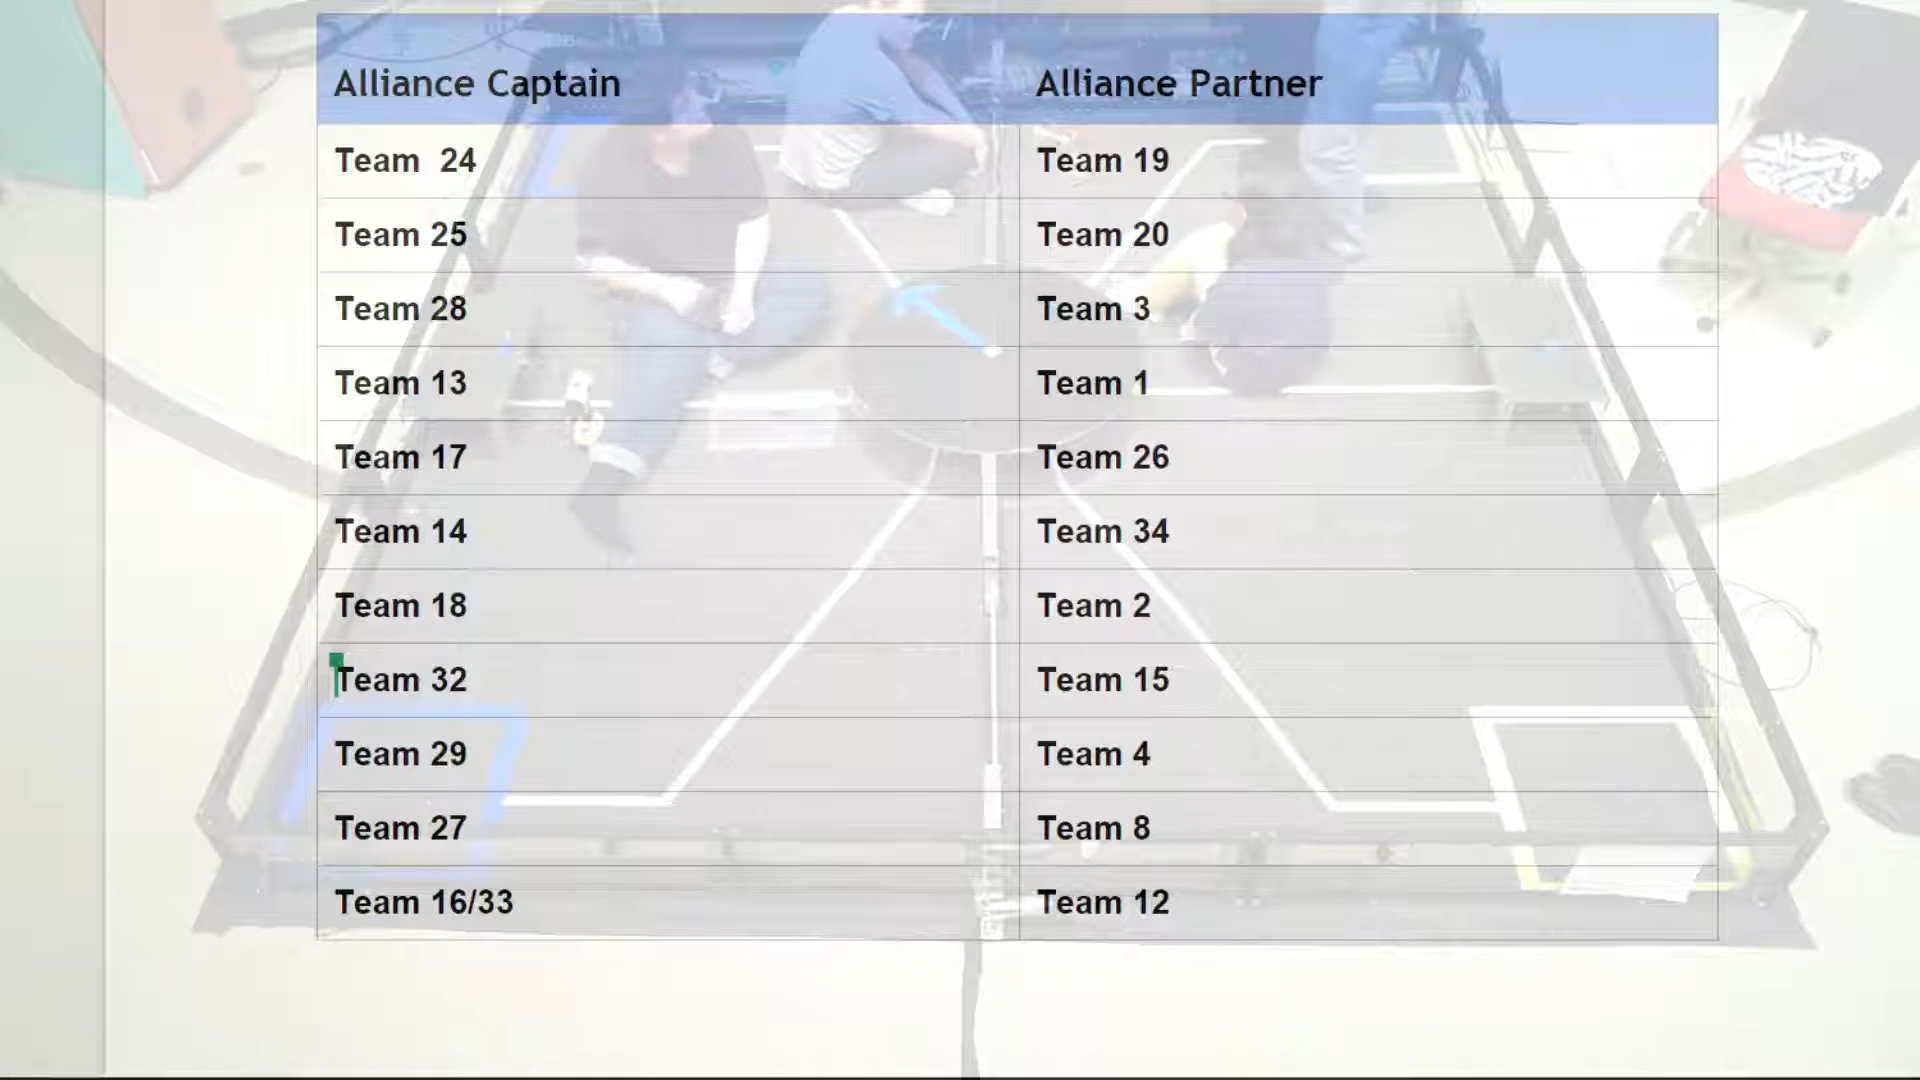 Alliance Captain Alliance Partner
Team 24 Team 19
Team 25 Team 20
Team 28 Team 3
Team 13 Team 1
Team 17 Team 26
Team 14 Team 34
Team 18 Team 2
Team 32 Team 15
Team 29 Team 4
Team 27 Team 8
Team 16/33 Team 12